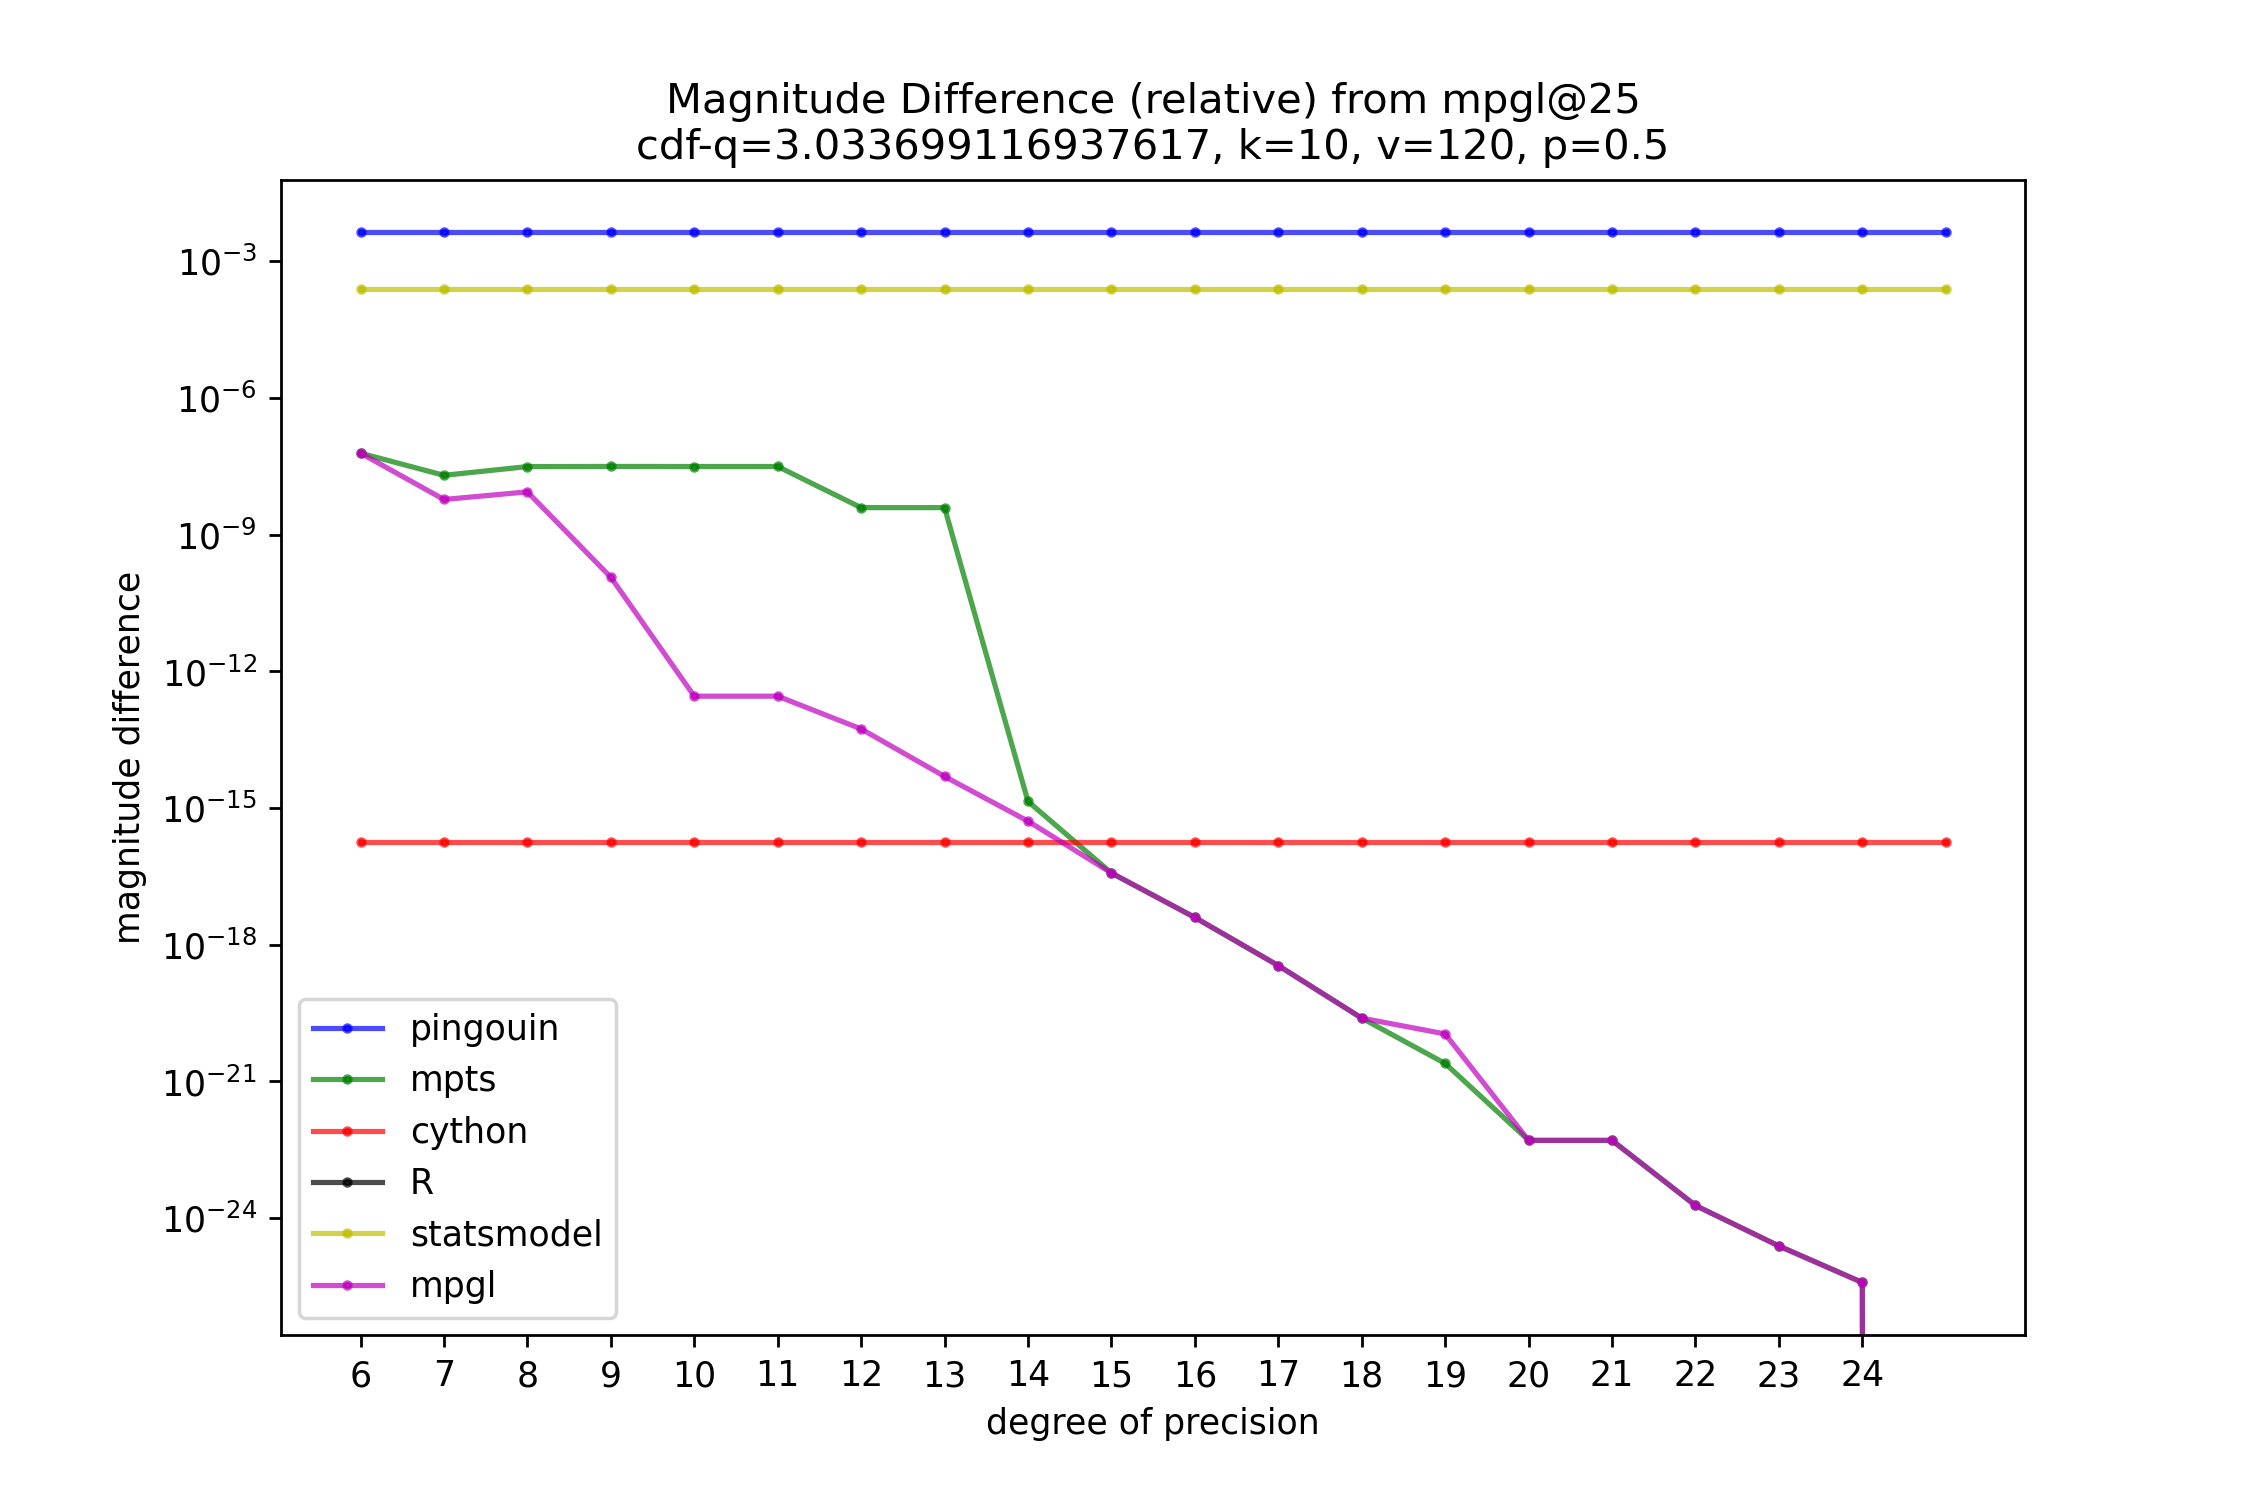 Magnitude Difference (relative) from mpgl@25
cdf-q=3.033699116937617, k=10, v=120, p=0.5
magnitude difference
10⁻³
10⁻⁶
10⁻⁹
10⁻¹²
10⁻¹⁵
10⁻¹⁸
10⁻²¹
10⁻²⁴
pingouin
mpts
cython
R
statsmodel
mpgl
6 7 8 9 10 11 12 13 14 15 16 17 18 19 20 21 22 23 24
degree of precision